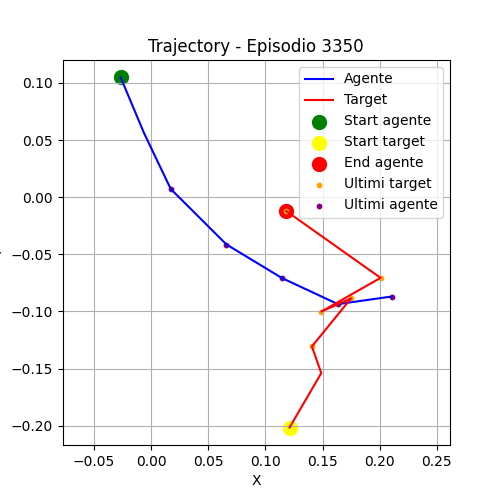 Trajectory - Episodio 3350
Agente
Target
Start agente
Start target
End agente
Ultimi target
Ultimi agente
0.10
0.05
0.00
−0.05
−0.10
−0.15
−0.20
−0.05
0.00
0.05
0.10
0.15
0.20
0.25
X